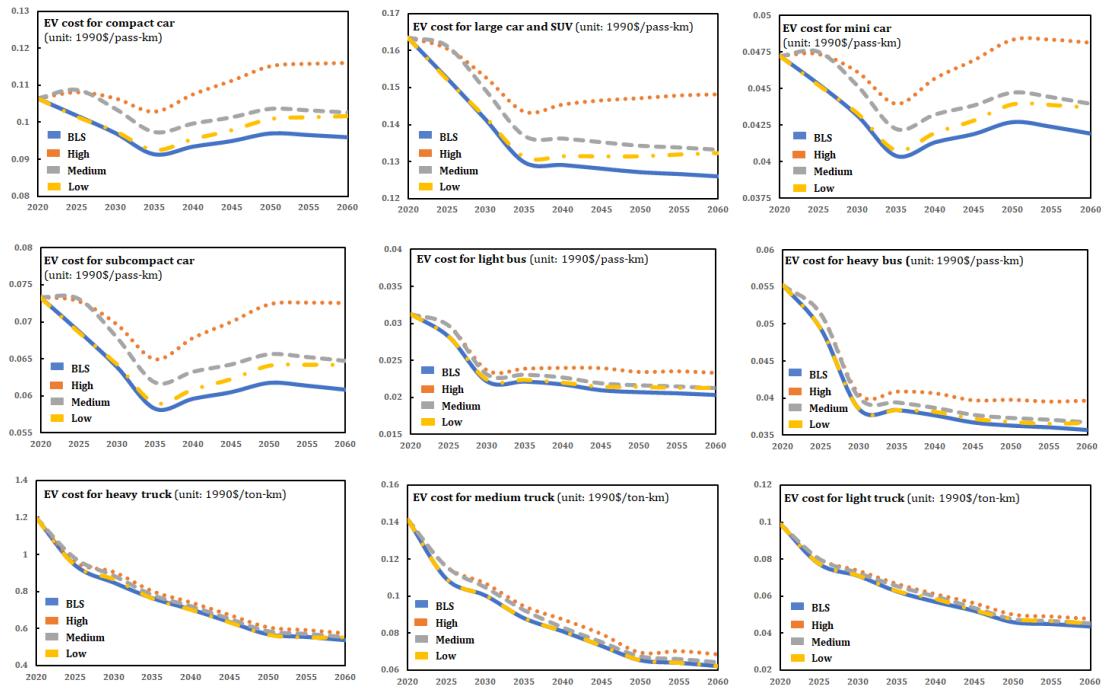 EV cost for compact car
(unit: 1990$/pass-km)
0.13
0.12
0.11
0.1
0.09
0.08
BLS
High
Medium
Low
2020 2025 2030 2035 2040 2045 2050 2055 2060
EV cost for large car and SUV (unit: 1990$/pass-km)
0.17
0.16
0.15
0.14
0.13
0.12
BLS
High
Medium
Low
2020 2025 2030 2035 2040 2045 2050 2055 2060
EV cost for mini car
(unit: 1990$/pass-km)
0.05
0.0475
0.045
0.0425
0.04
0.0375
BLS
High
Medium
Low
2020 2025 2030 2035 2040 2045 2050 2055 2060
EV cost for subcompact car
(unit: 1990$/pass-km)
0.08
0.075
0.07
0.065
0.06
0.055
BLS
High
Medium
Low
2020 2025 2030 2035 2040 2045 2050 2055 2060
EV cost for light bus (unit: 1990$/pass-km)
0.04
0.03
0.02
0.015
BLS
High
Medium
Low
2020 2025 2030 2035 2040 2045 2050 2055 2060
EV cost for heavy bus (unit: 1990$/pass-km)
0.06
0.055
0.05
0.045
0.04
0.035
BLS
High
Medium
Low
2020 2025 2030 2035 2040 2045 2050 2055 2060
EV cost for heavy truck (unit: 1990$/ton-km)
1.4
1.2
1
0.8
0.6
0.4
BLS
High
Medium
Low
2020 2025 2030 2035 2040 2045 2050 2055 2060
EV cost for medium truck (unit: 1990$/ton-km)
0.16
0.14
0.12
0.1
0.08
0.06
BLS
High
Medium
Low
2020 2025 2030 2035 2040 2045 2050 2055 2060
EV cost for light truck (unit: 1990$/ton-km)
0.12
0.1
0.08
0.06
0.04
0.02
BLS
High
Medium
Low
2020 2025 2030 2035 2040 2045 2050 2055 2060